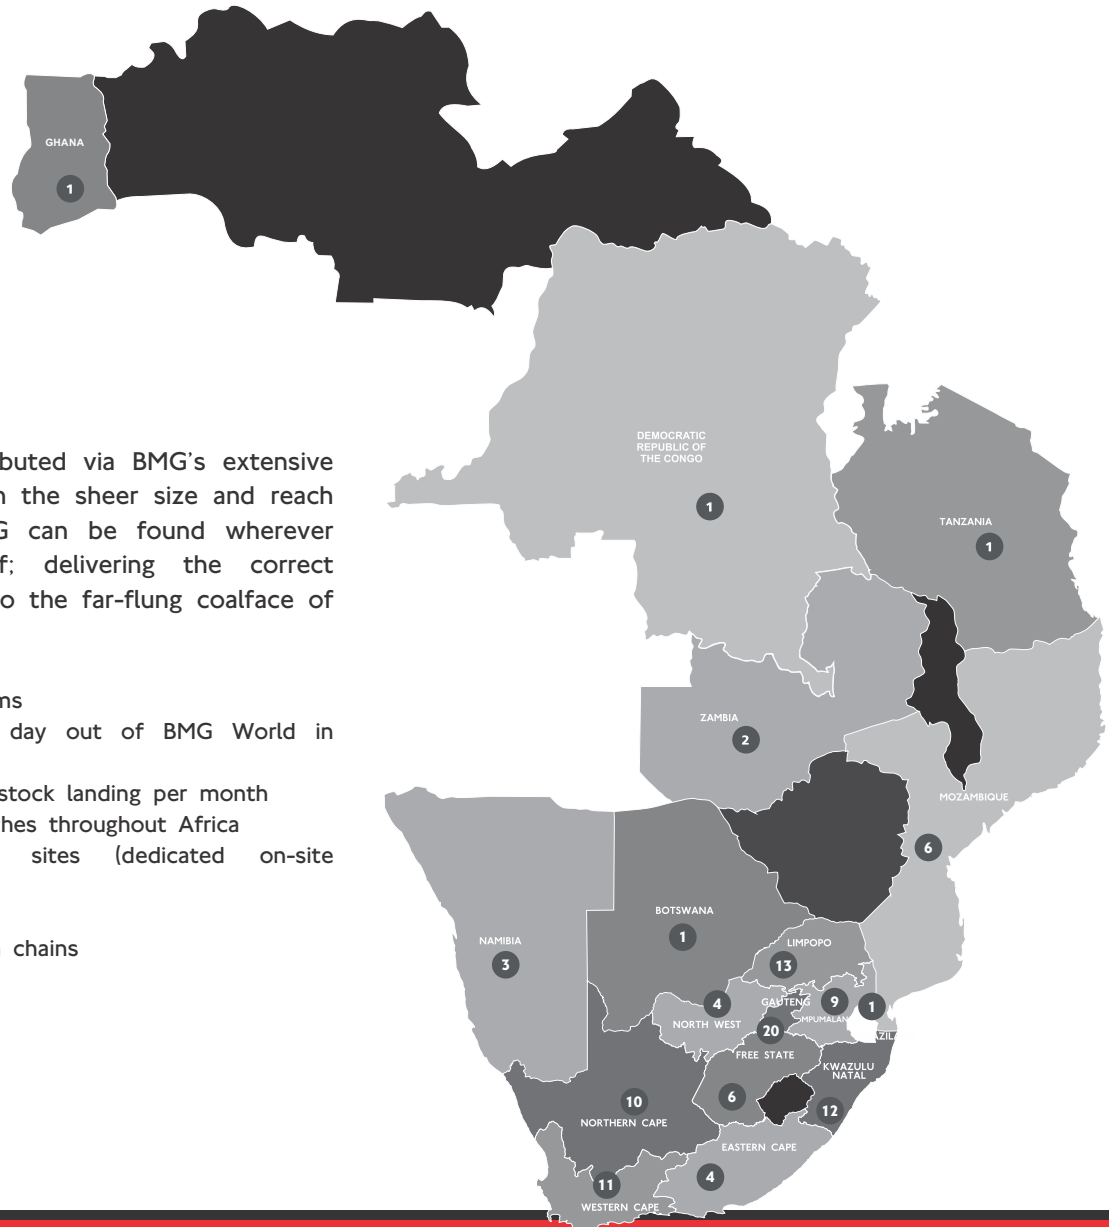 GHANA
1
buted via BMG's extensive
the sheer size and reach
G can be found wherever
f; delivering the correct
o the far-flung coalface of
ms
day out of BMG World in
stock landing per month
hes throughout Africa
sites (dedicated on-site
chains
DEMOCRATIC
REPUBLIC OF
THE CONGO
1
TANZANIA
1
ZAMBIA
2
MOZAMBIQUE
6
NAMIBIA
3
BOTSWANA
1
LIMPOPO
13
4
NORTH WEST
GAUTENG
20
9
MPUMALAN
1
AZILA
FREE STATE
6
KWAZULU
NATAL
12
10
NORTHERN CAPE
EASTERN CAPE
4
11
WESTERN CAPE